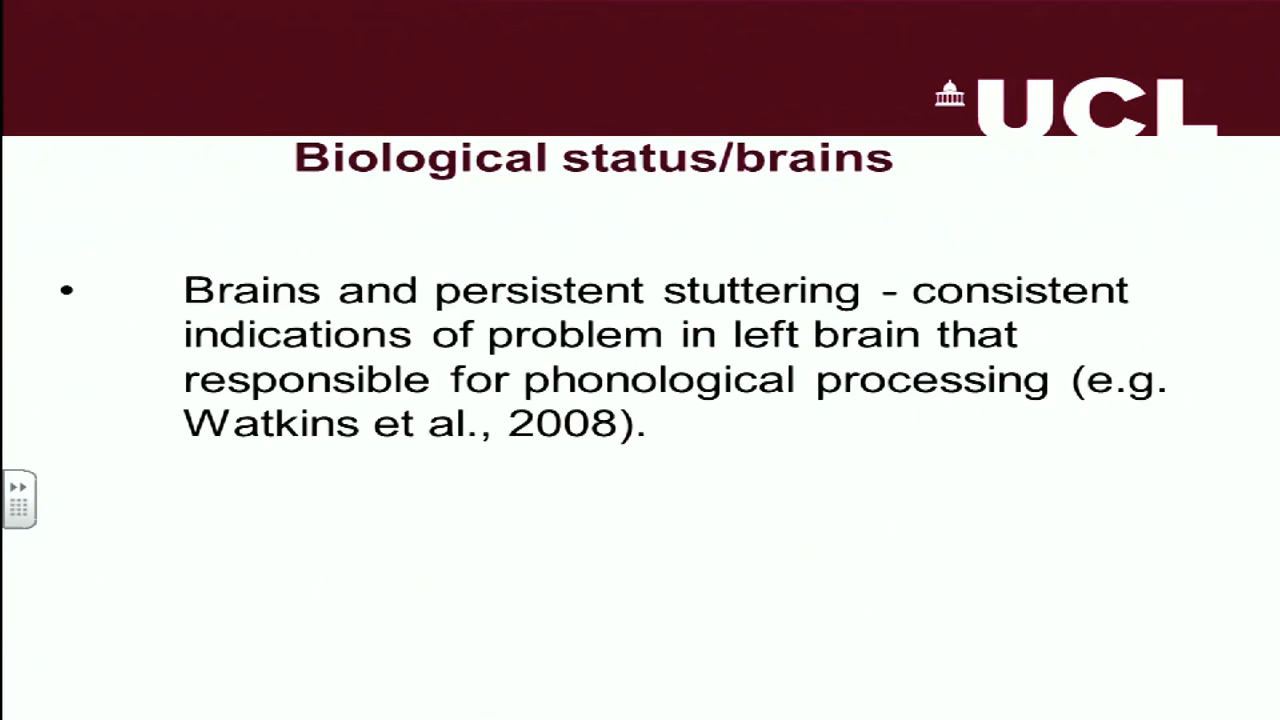 UCL
Biological status/brains
• Brains and persistent stuttering - consistent
indications of problem in left brain that
responsible for phonological processing (e.g.
Watkins et al., 2008).